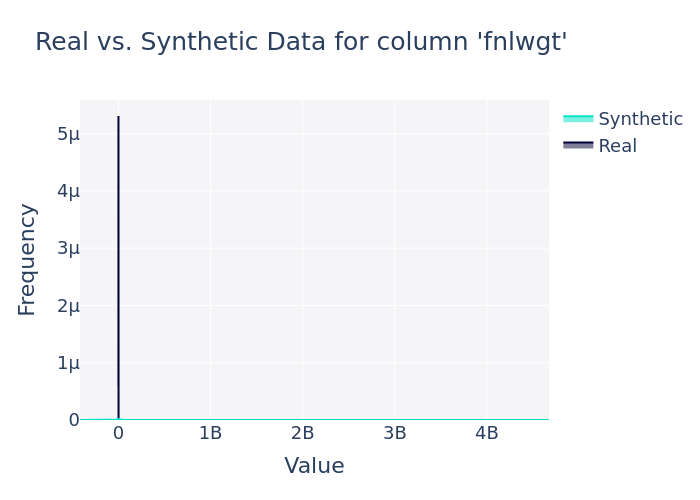 Real vs. Synthetic Data for column 'fnlwgt'
Synthetic
Real
5μ
4μ
3μ
2μ
1μ
0
Frequency
0 1B 2B 3B 4B
Value